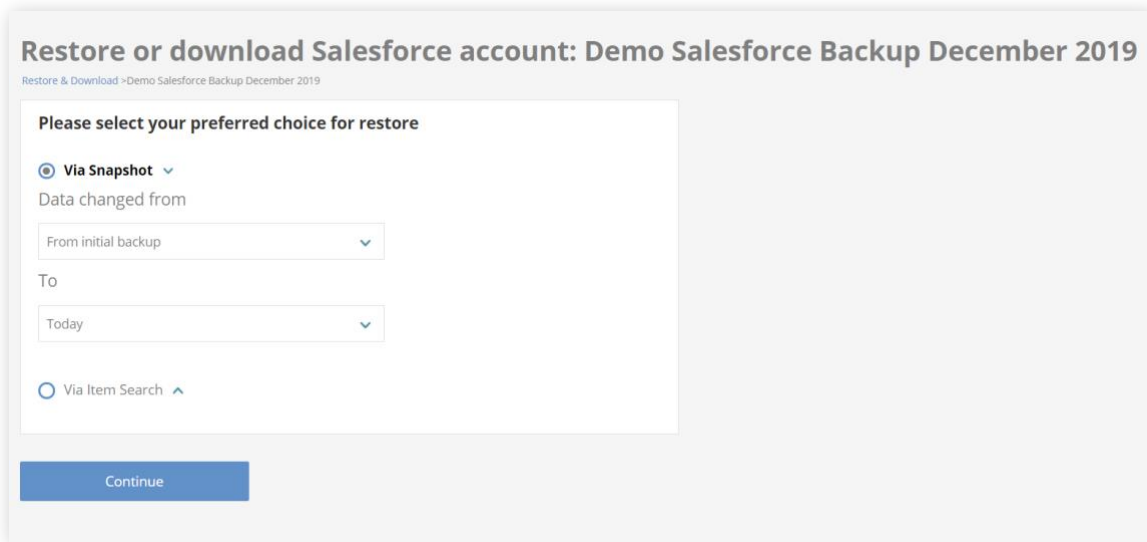 Restore or download Salesforce account: Demo Salesforce Backup December 2019
Restore & Download >Demo Salesforce Backup December 2019
Please select your preferred choice for restore
Via Snapshot
Data changed from
From initial backup
To
Today
Via Item Search
Continue